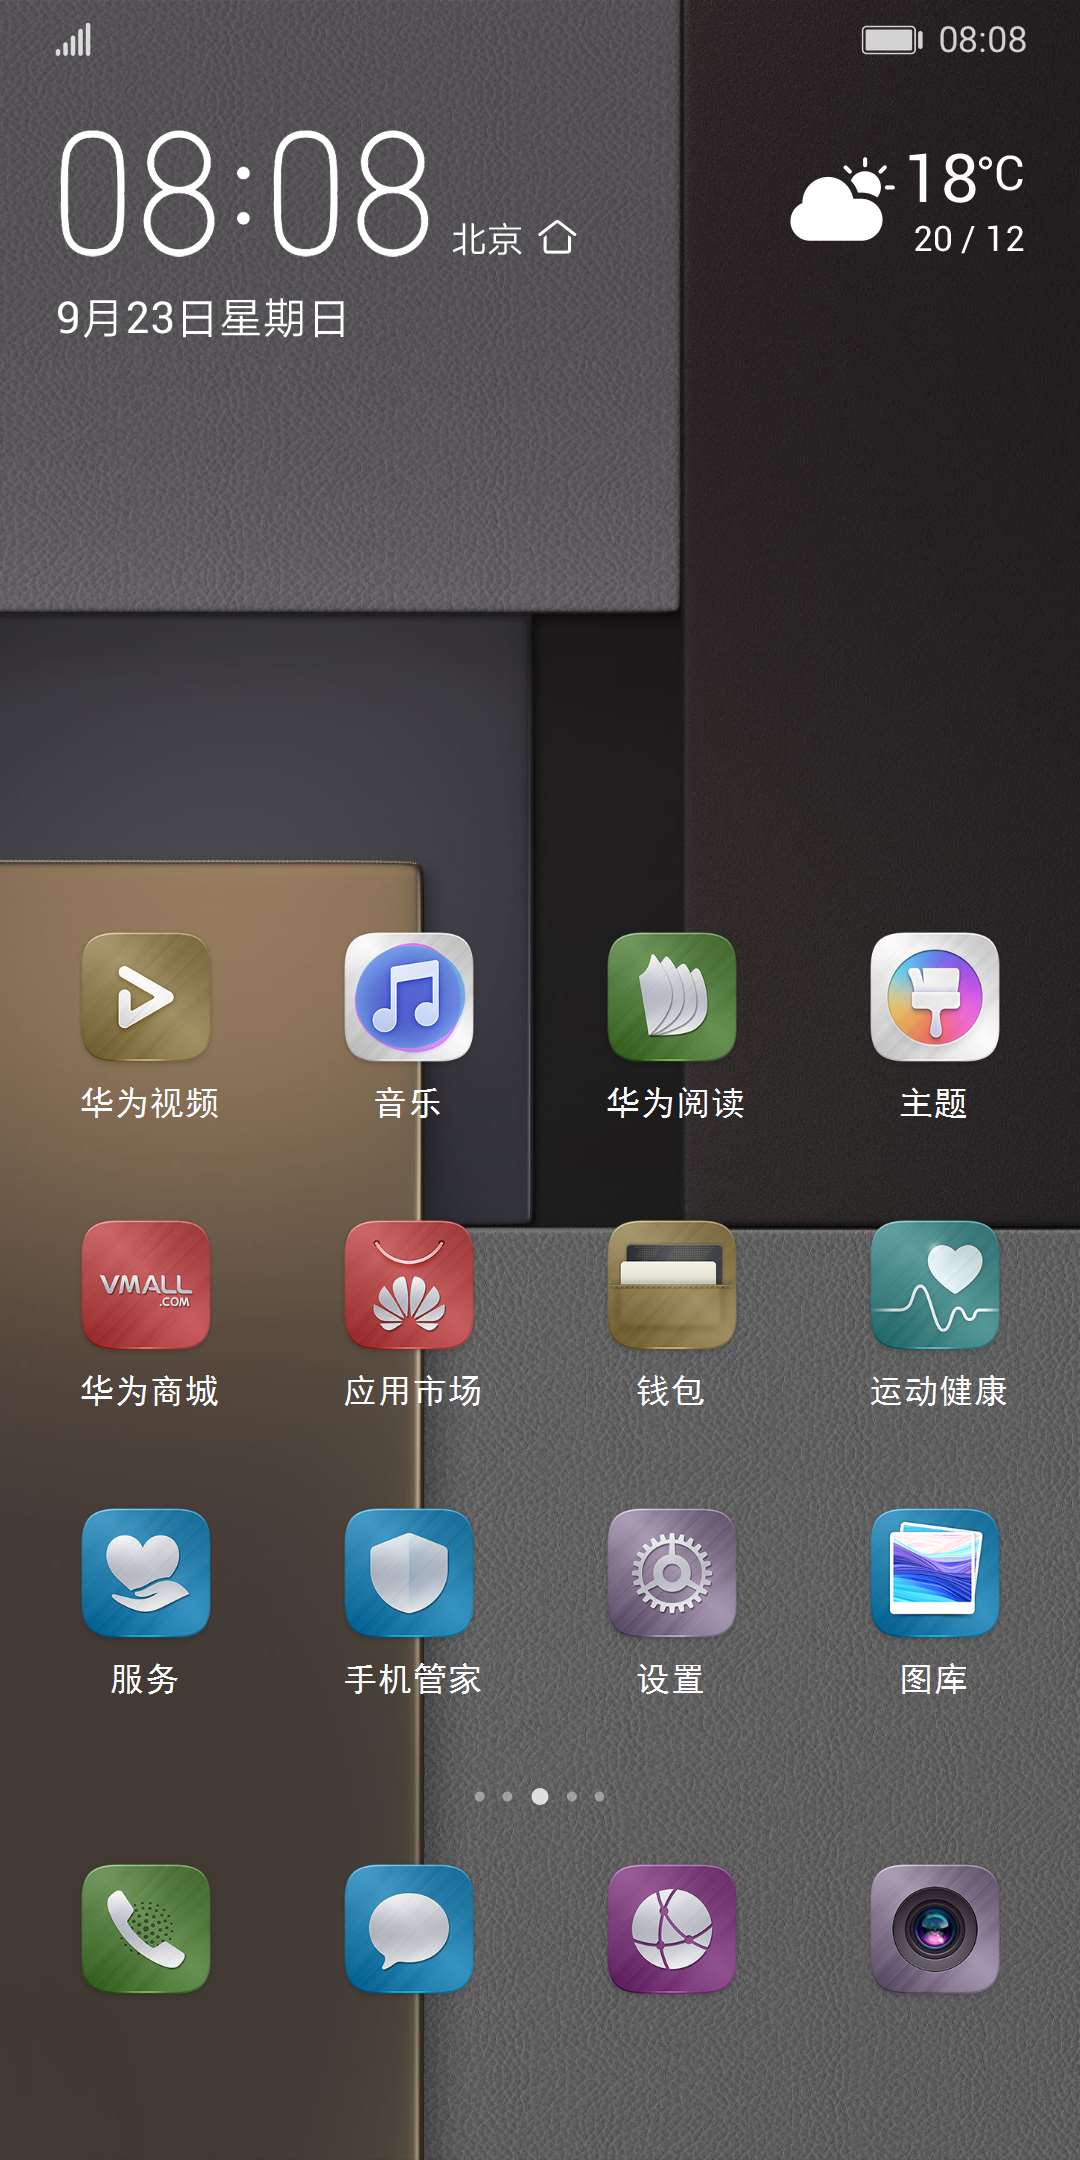 08:08
08:08
北京
18°C
20 / 12
9月23日星期日
华为视频
音乐
华为阅读
主题
VMALL
.COM
华为商城
应用市场
钱包
运动健康
服务
手机管家
设置
图库